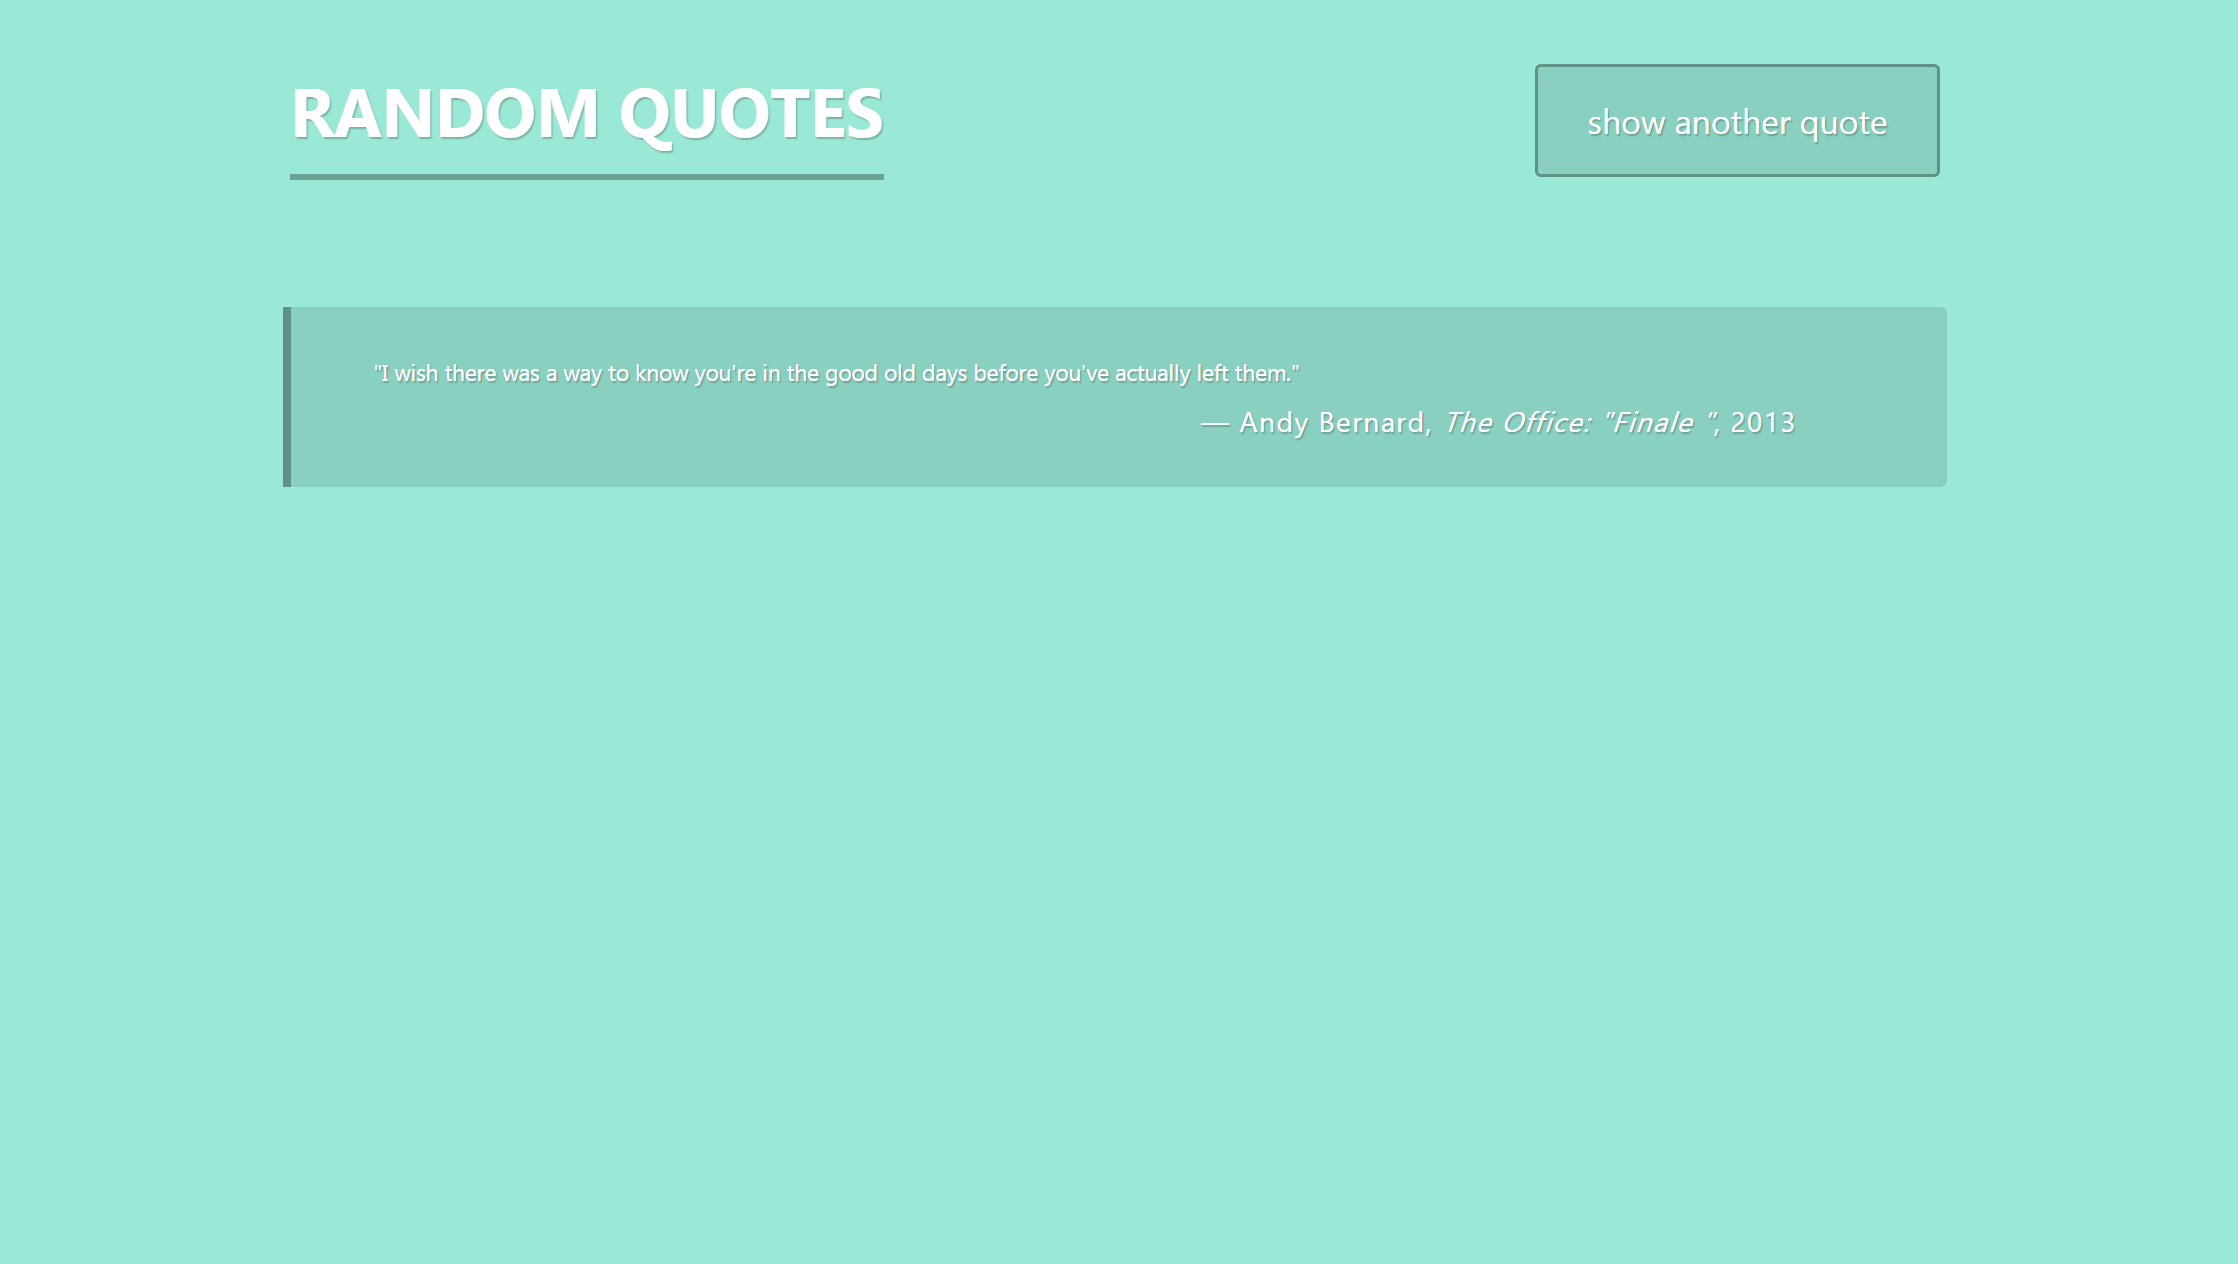 RANDOM QUOTES
show another quote
"I wish there was a way to know you're in the good old days before you've actually left them."
— Andy Bernard, The Office: "Finale ", 2013